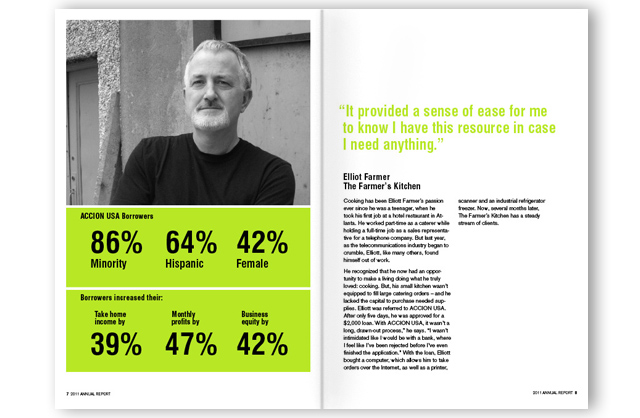 ACCION USA Borrowers
86% 64% 42%
Minority Hispanic Female
Borrowers increased their:
Take home Monthly Business
income by profits by equity by
39% 47% 42%
7 2011 ANNUAL REPORT
“It provided a sense of ease for me
to know I have this resource in case
I need anything.”
Elliot Farmer
The Farmer’s Kitchen
Cooking has been Elliott Farmer’s passion
ever since he was a teenager, when he
took his first job at a hotel restaurant in At-
lanta. He worked part-time as a caterer while
holding a full-time job as a sales representa-
tive for a telephone company. But last year,
as the telecommunications industry began to
crumble, Elliott, like many others, found
himself out of work.
He recognized that he now had an oppor-
tunity to make a living doing what he truly
loved: cooking. But, his small kitchen wasn’t
equipped to fill large catering orders – and he
lacked the capital to purchase needed sup-
plies. Elliott was referred to ACCION USA.
After only five days, he was approved for a
$2,000 loan. With ACCION USA, it wasn’t a
long, drawn-out process,” he says. “I wasn’t
intimidated like I would be with a bank, where
I feel like I’ve been rejected before I’ve even
finished the application.” With the loan, Elliott
bought a computer, which allows him to take
orders over the Internet, as well as a printer,
scanner and an industrial refrigerator
freezer. Now, several months later,
The Farmer’s Kitchen has a steady
stream of clients.
2011 ANNUAL REPORT 8